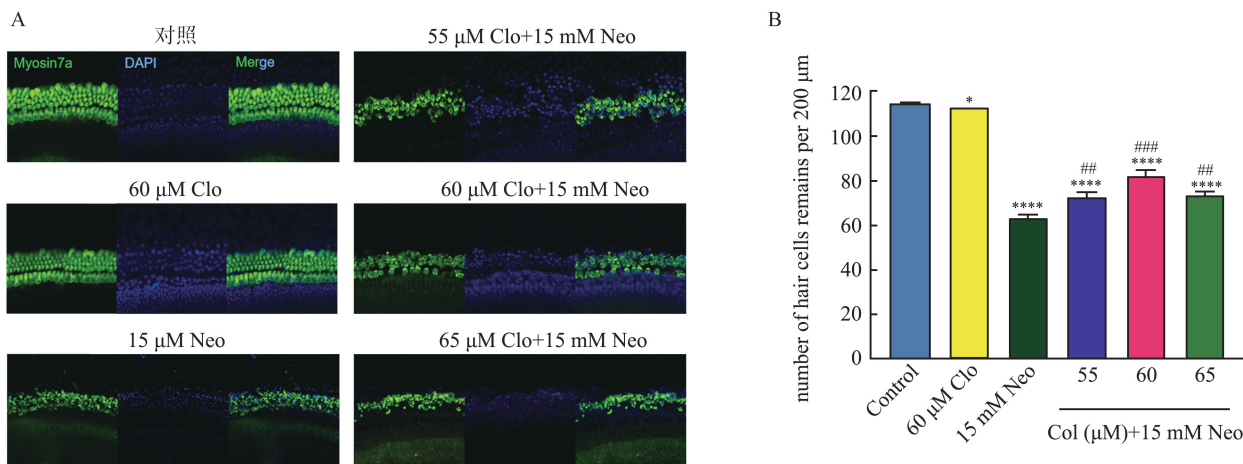 A
对照
Myosin7a DAPI Merge
55 μM Clo+15 mM Neo
60 μM Clo
60 μM Clo+15 mM Neo
15 μM Neo
65 μM Clo+15 mM Neo
B
number of hair cells remains per 200 μm
120
100
80
60
40
20
0
*
****
##
****
###
****
##
****
Control
60 μM Clo
15 mM Neo
55 60 65
Col (μM)+15 mM Neo